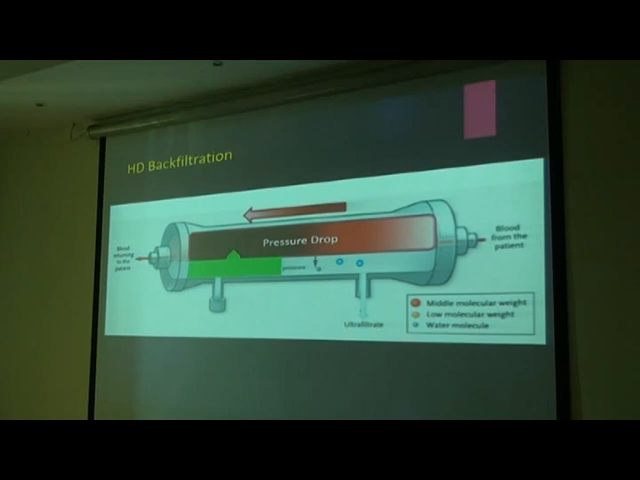 HD Backfiltration
Pressure Drop
Blood
returning
to the
patient
Blood
from the
patient
pressure
Ultrafiltrate
Middle molecular weight
Low molecular weight
Water molecule